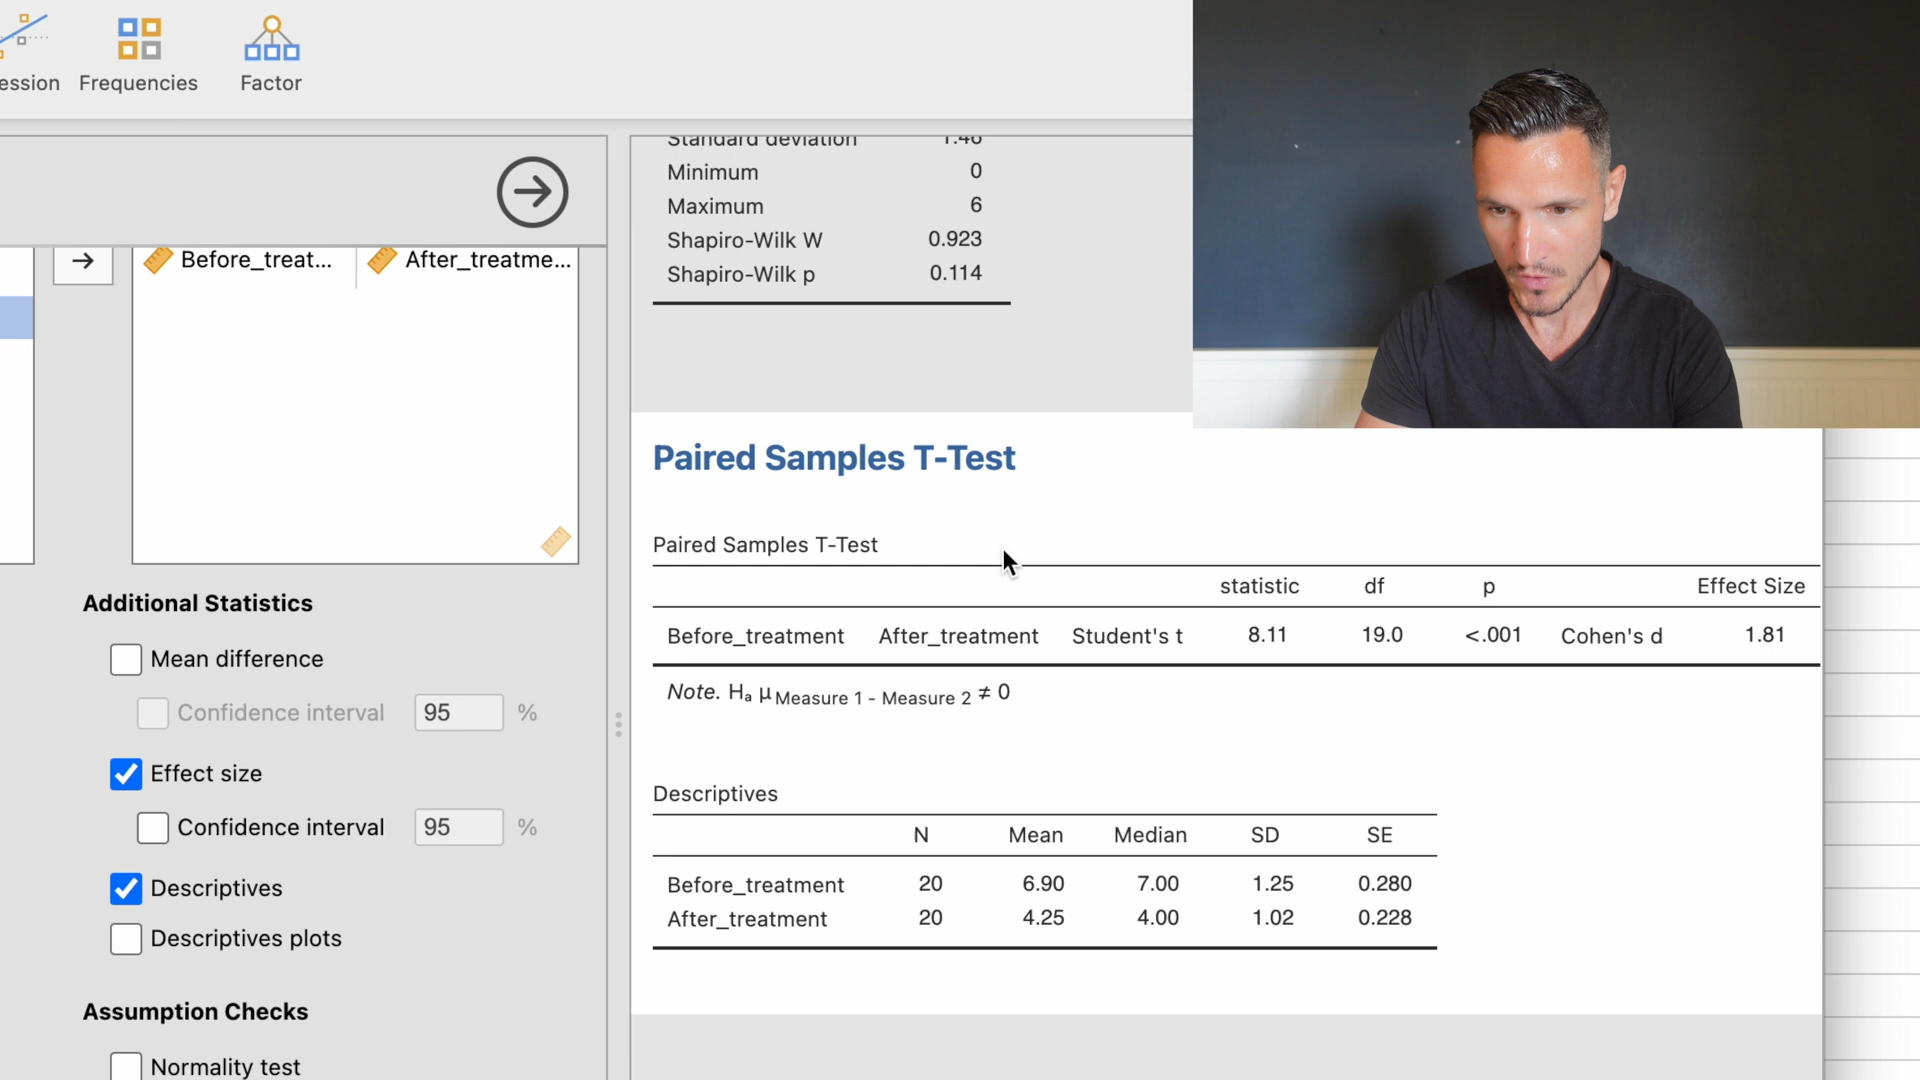 ession Frequencies Factor
Standard deviation 1.46
Minimum 0
Maximum 6
Shapiro-Wilk W 0.923
Shapiro-Wilk p 0.114
→ Before_treat... After_treatme...
Paired Samples T-Test
Paired Samples T-Test
statistic df p Effect Size
Before_treatment After_treatment Student's t 8.11 19.0 <.001 Cohen's d 1.81
Note. Hₐ μ Measure 1 - Measure 2 ≠ 0
Additional Statistics
Mean difference
Confidence interval 95 %
Effect size
Confidence interval 95 %
Descriptives
Descriptives plots
Assumption Checks
Normality test
Descriptives
N Mean Median SD SE
Before_treatment 20 6.90 7.00 1.25 0.280
After_treatment 20 4.25 4.00 1.02 0.228